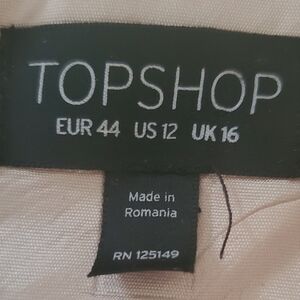 TOPSHOP
EUR 44 US 12 UK 16
Made in
Romania
RN 125149